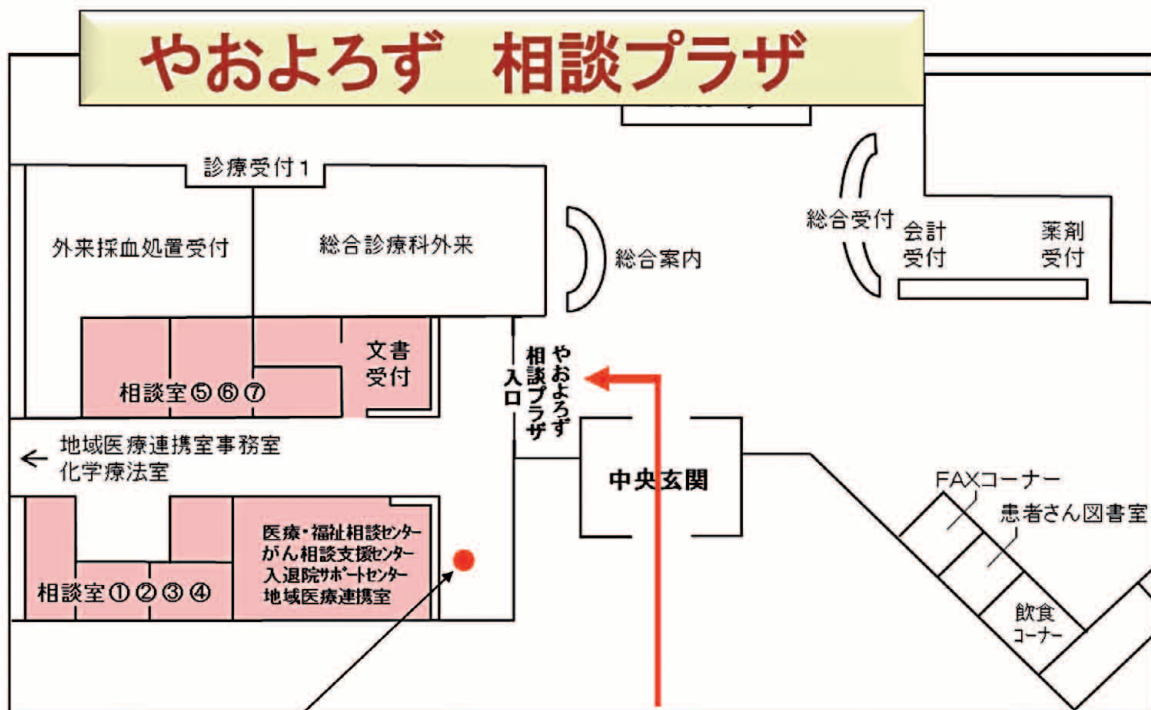 やおよろず 相談プラザ
診療受付1
外来採血処置受付
総合診療科外来
総合案内
総合受付
会計
受付
薬剤
受付
文書
受付
相談室⑤⑥⑦
やおよろず
相談プラザ
入口
← 地域医療連携室事務室
化学療法室
中央玄関
FAXコーナー
患者さん図書室
飲食
コーナー
医療・福祉相談センター
がん相談支援センター
入退院サポートセンター
地域医療連携室
相談室①②③④